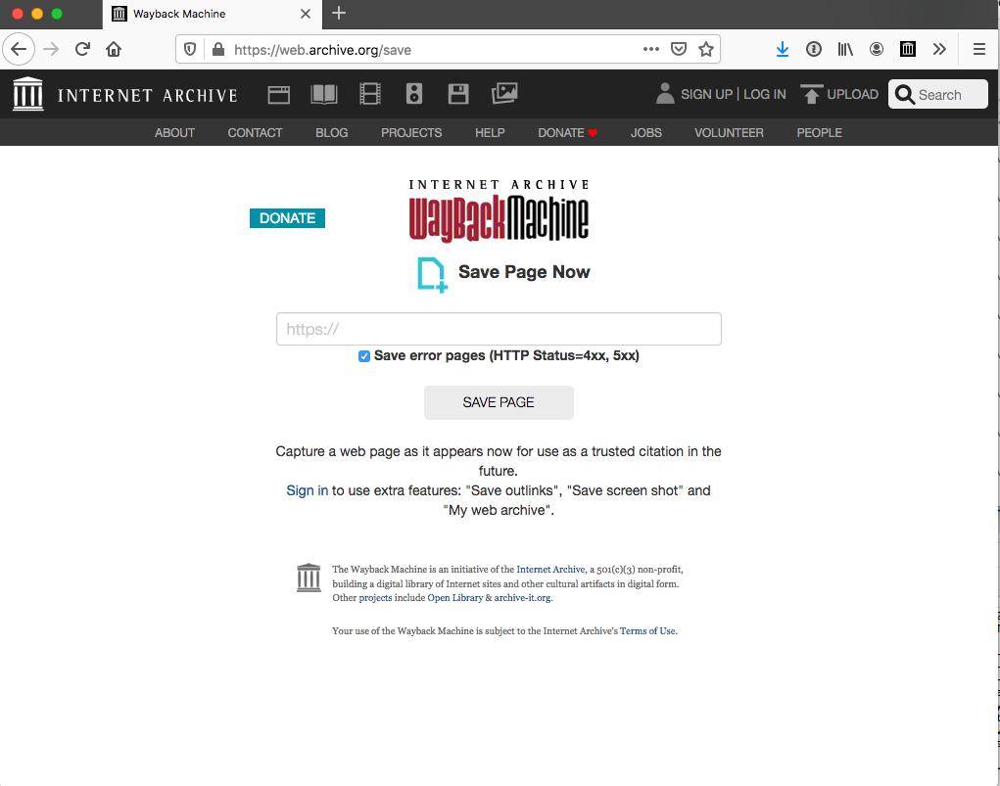 Wayback Machine
https://web.archive.org/save
INTERNET ARCHIVE
SIGN UP | LOG IN
UPLOAD
Search
ABOUT CONTACT BLOG PROJECTS HELP DONATE JOBS VOLUNTEER PEOPLE
DONATE
INTERNET ARCHIVE
WayBackMachine
Save Page Now
https://
Save error pages (HTTP Status=4xx, 5xx)
SAVE PAGE
Capture a web page as it appears now for use as a trusted citation in the
future.
Sign in to use extra features: "Save outlinks", "Save screen shot" and
"My web archive".
The Wayback Machine is an initiative of the Internet Archive, a 501(c)(3) non-profit,
building a digital library of Internet sites and other cultural artifacts in digital form.
Other projects include Open Library & archive-it.org.
Your use of the Wayback Machine is subject to the Internet Archive's Terms of Use.